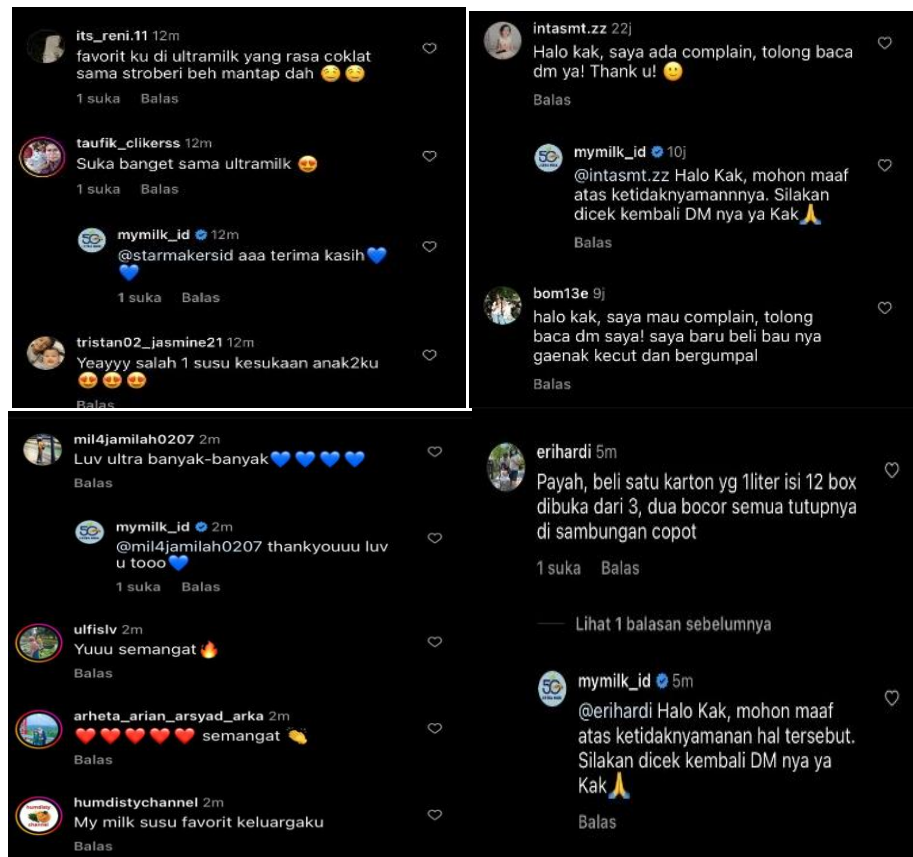 its_reni.11 12m
favorit ku di ultramilk yang rasa coklat
sama stroberi beh mantap dah 🤤🤤
1 suka Balas
taufik_clikerss 12m
Suka banget sama ultramilk 😍
1 suka Balas
mymilk_id 12m
@starmakersid aaa terima kasih💙
💙
1 suka Balas
tristan02_jasmine21 12m
Yeayyy salah 1 susu kesukaan anak2ku
😍😍😍
Balas
intasmt.zz 22j
Halo kak, saya ada complain, tolong baca
dm ya! Thank u! 🙂
Balas
mymilk_id 10j
@intasmt.zz Halo Kak, mohon maaf
atas ketidaknyamannnya. Silakan
dicek kembali DM nya ya Kak🙏
Balas
bom13e 9j
halo kak, saya mau complain, tolong
baca dm saya! saya baru beli bau nya
gaenak kecut dan bergumpal
Balas
mil4jamilah0207 2m
Luv ultra banyak-banyak💙💙💙💙
Balas
mymilk_id 2m
@mil4jamilah0207 thankyouuu luv
u tooo💙
1 suka Balas
ulfislv 2m
Yuuu semangat🔥
Balas
arheta_arian_arsyad_arka 2m
❤️❤️❤️❤️❤️ semangat 👏
Balas
humdistychannel 2m
My milk susu favorit keluargaku
Balas
erihardi 5m
Payah, beli satu karton yg 1liter isi 12 box
dibuka dari 3, dua bocor semua tutupnya
di sambungan copot
1 suka Balas
Lihat 1 balasan sebelumnya
mymilk_id 5m
@erihardi Halo Kak, mohon maaf
atas ketidaknyamanan hal tersebut.
Silakan dicek kembali DM nya ya
Kak🙏
Balas